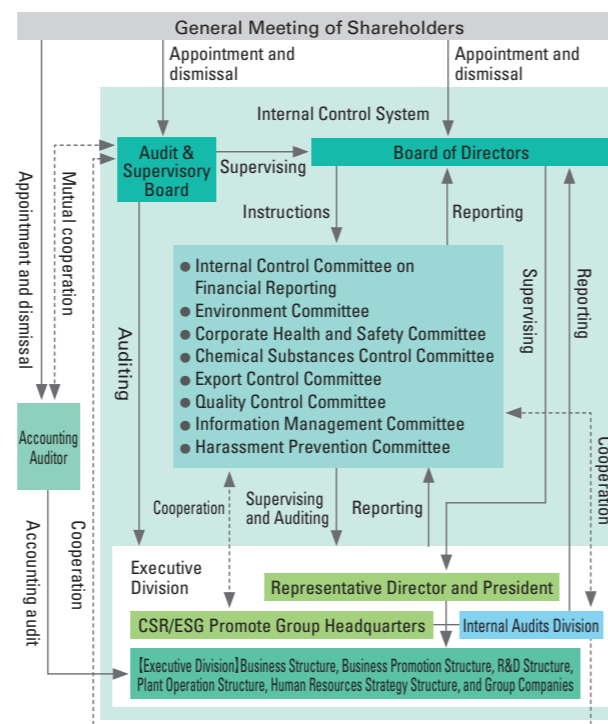 General Meeting of Shareholders
Appointment and
dismissal
Appointment and
dismissal
Internal Control System
Audit &
Supervisory
Board
Supervising
Board of Directors
Appointment and dismissal
Mutual cooperation
Instructions
Reporting
● Internal Control Committee on
Financial Reporting
● Environment Committee
● Corporate Health and Safety Committee
● Chemical Substances Control Committee
● Export Control Committee
● Quality Control Committee
● Information Management Committee
● Harassment Prevention Committee
Auditing
Supervising
Reporting
Accounting
Auditor
Cooperation
Cooperation
Supervising
and Auditing
Reporting
Accounting audit
Cooperation
Executive
Division
Representative Director and President
CSR/ESG Promote Group Headquarters
Internal Audits Division
【Executive Division】Business Structure, Business Promotion Structure, R&D Structure,
Plant Operation Structure, Human Resources Strategy Structure, and Group Companies